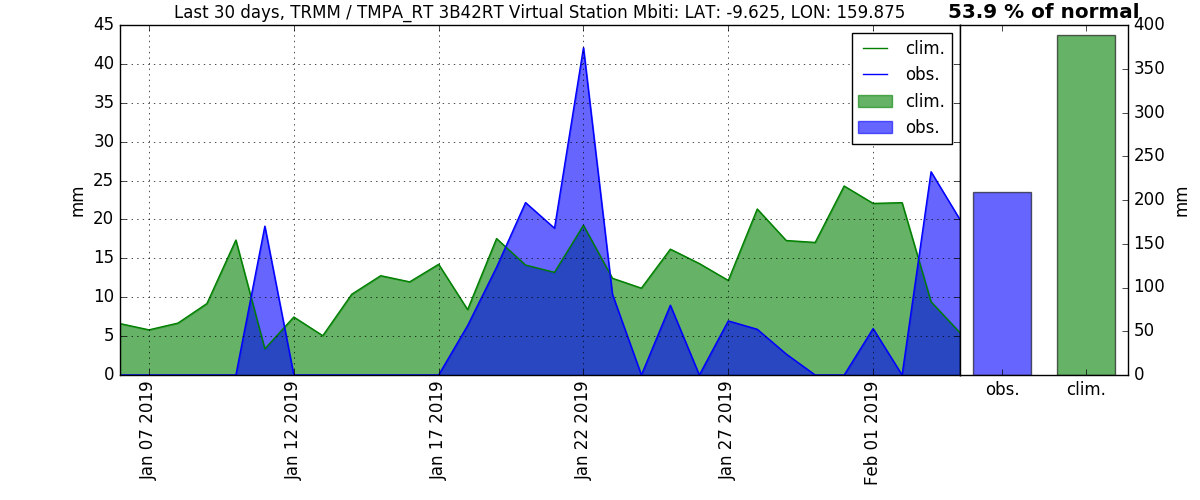 Last 30 days, TRMM / TMPA_RT 3B42RT Virtual Station Mbiti: LAT: -9.625, LON: 159.875
53.9 % of normal
45
40
35
30
25
20
15
10
5
0
mm
clim.
obs.
clim.
obs.
400
350
300
250
200
150
100
50
0
mm
Jan 07 2019
Jan 12 2019
Jan 17 2019
Jan 22 2019
Jan 27 2019
Feb 01 2019
obs.
clim.